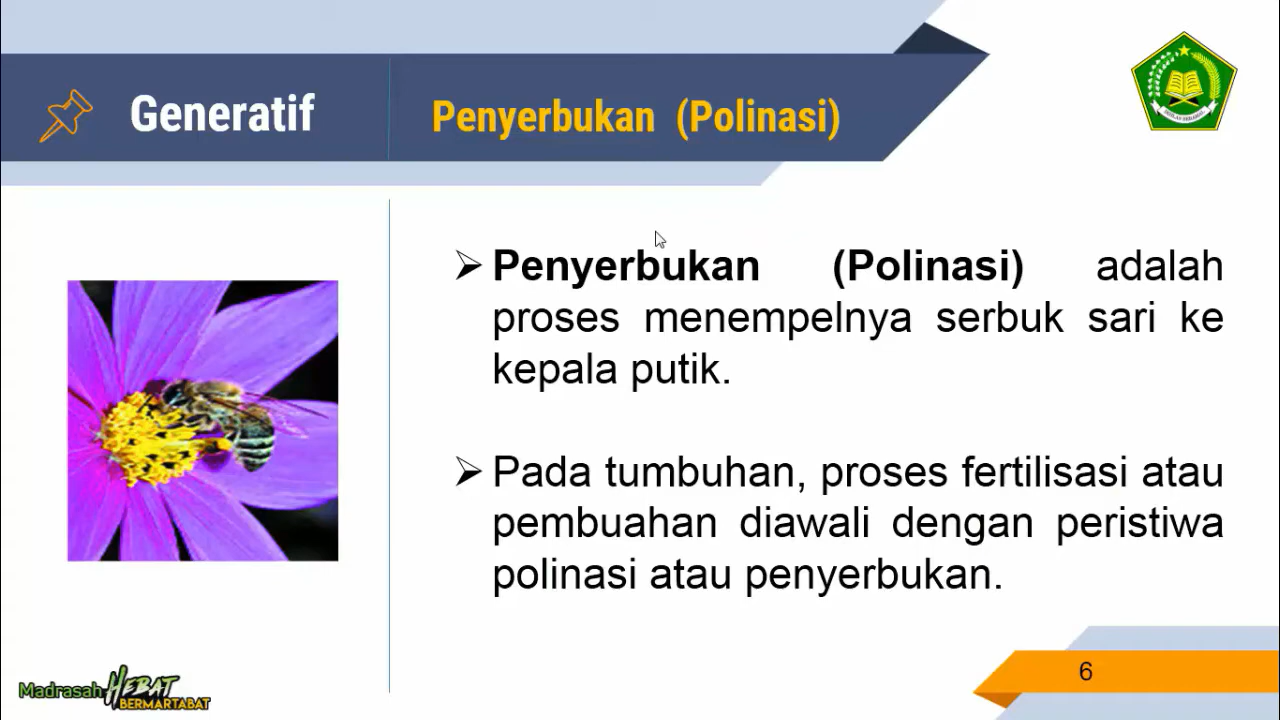 Generatif
Penyerbukan (Polinasi)
Penyerbukan (Polinasi) adalah
proses menempelnya serbuk sari ke
kepala putik.
Pada tumbuhan, proses fertilisasi atau
pembuahan diawali dengan peristiwa
polinasi atau penyerbukan.
6
Madrasah HEBAT
BERMARTABAT